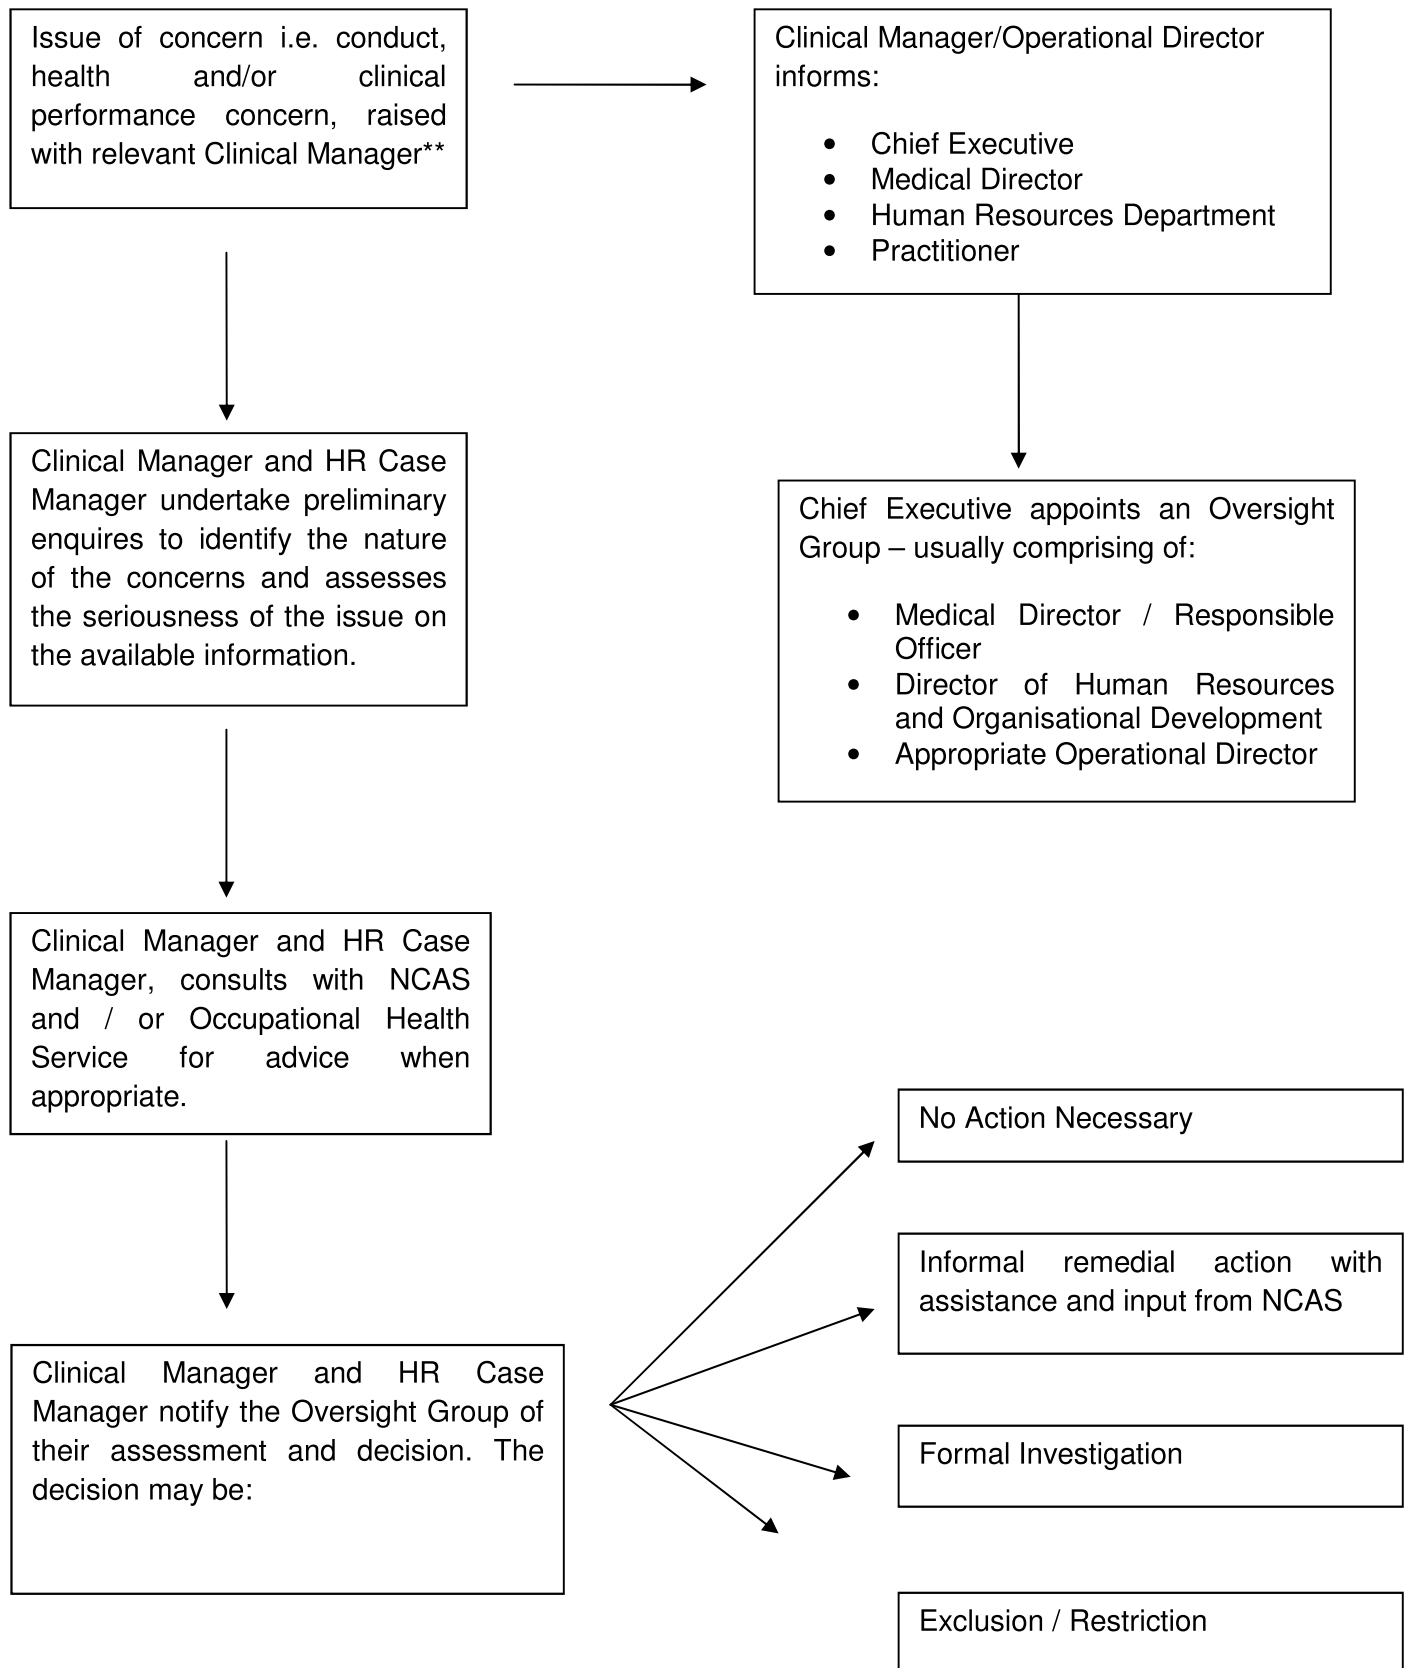 Issue of concern i.e. conduct,
health and/or clinical
performance concern, raised
with relevant Clinical Manager**
Clinical Manager/Operational Director
informs:
• Chief Executive
• Medical Director
• Human Resources Department
• Practitioner
Clinical Manager and HR Case
Manager undertake preliminary
enquires to identify the nature
of the concerns and assesses
the seriousness of the issue on
the available information.
Chief Executive appoints an Oversight
Group – usually comprising of:
• Medical Director / Responsible
Officer
• Director of Human Resources
and Organisational Development
• Appropriate Operational Director
Clinical Manager and HR Case
Manager, consults with NCAS
and / or Occupational Health
Service for advice when
appropriate.
Clinical Manager and HR Case
Manager notify the Oversight Group of
their assessment and decision. The
decision may be:
No Action Necessary
Informal remedial action with
assistance and input from NCAS
Formal Investigation
Exclusion / Restriction